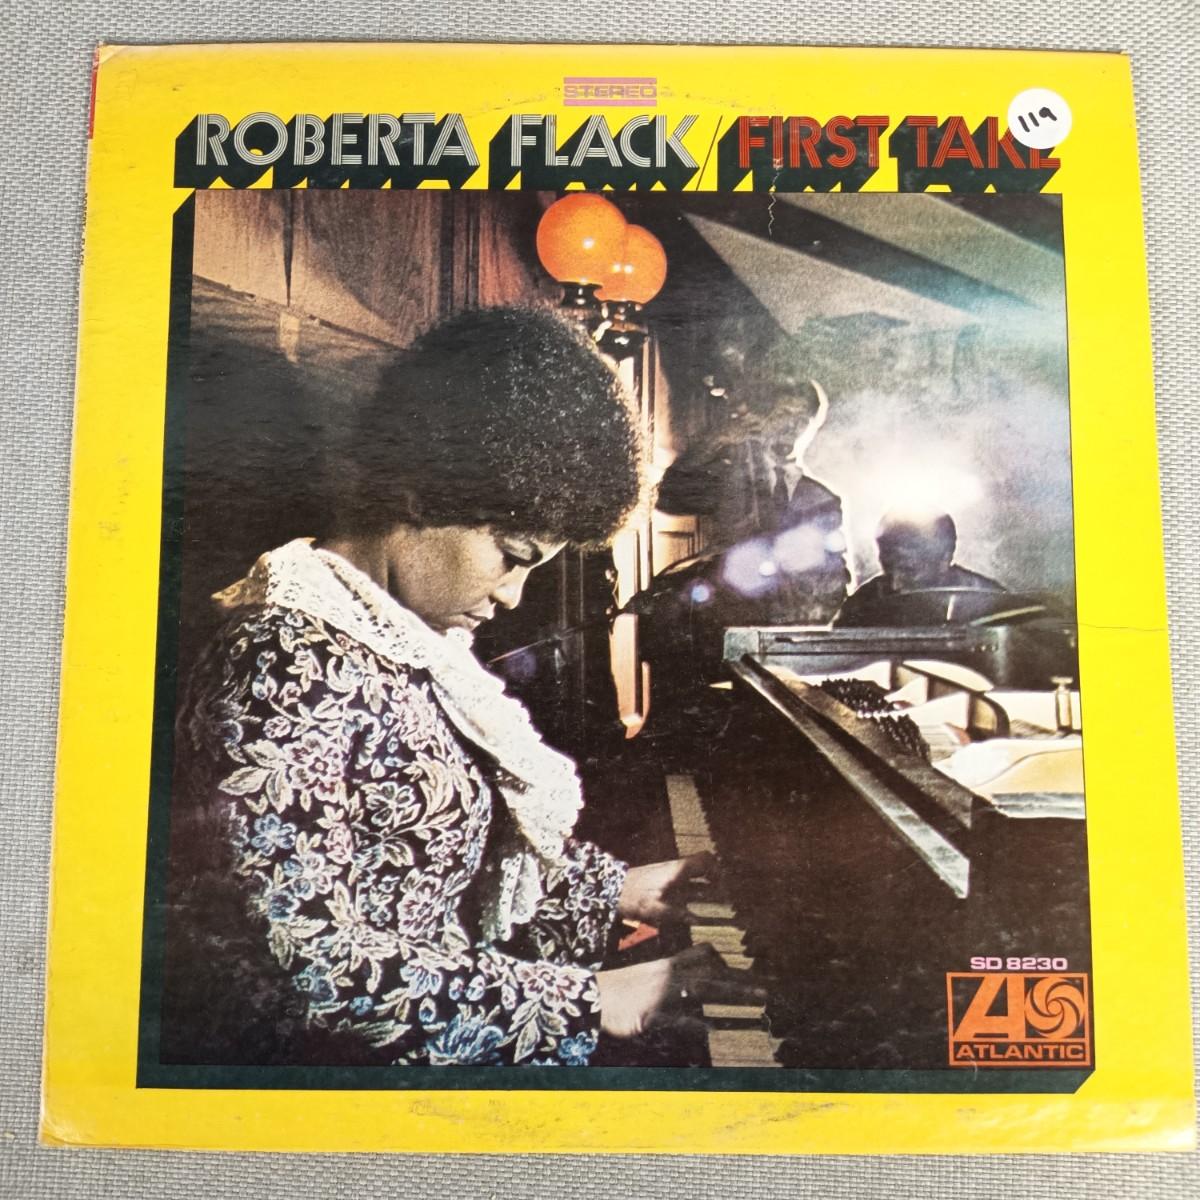 STEREO
ROBERTA FLACK/FIRST TAKE
119
SD 8230
ATLANTIC